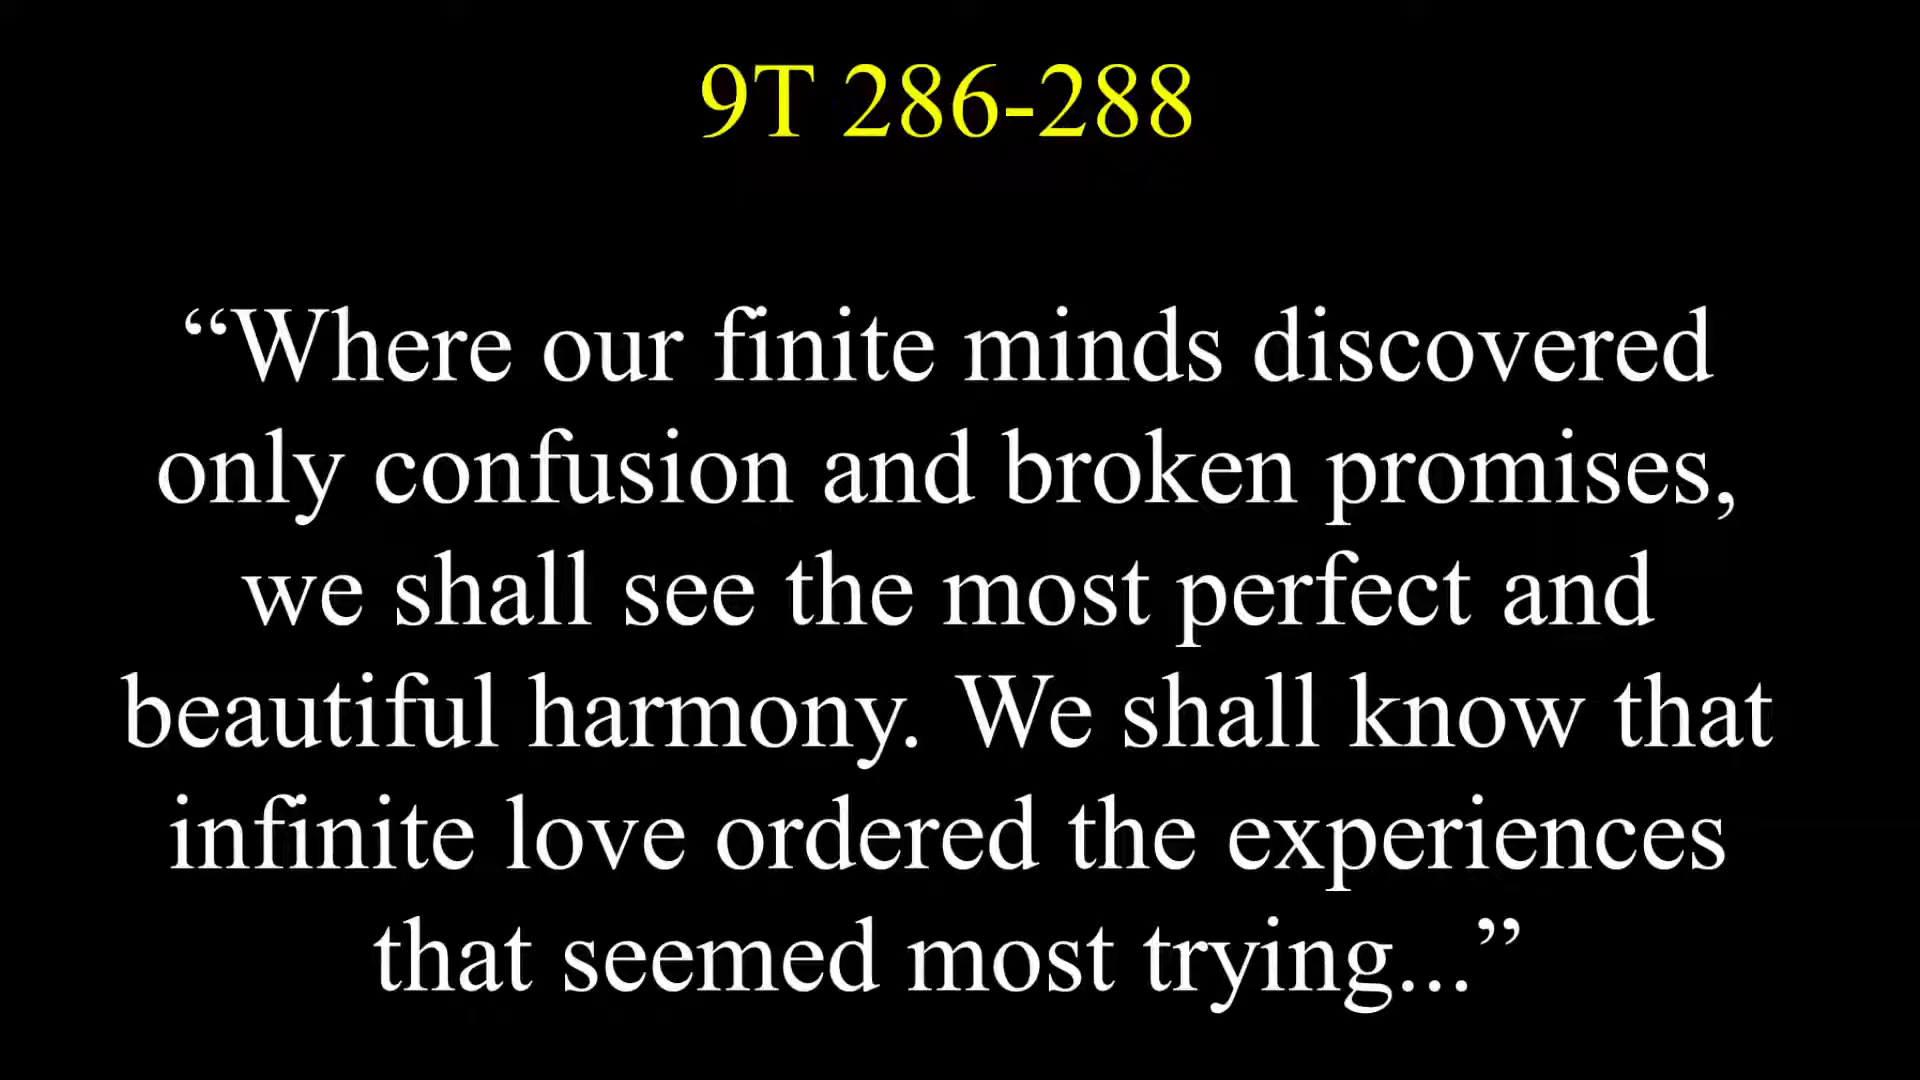 9T 286-288
“Where our finite minds discovered
only confusion and broken promises,
we shall see the most perfect and
beautiful harmony. We shall know that
infinite love ordered the experiences
that seemed most trying...”